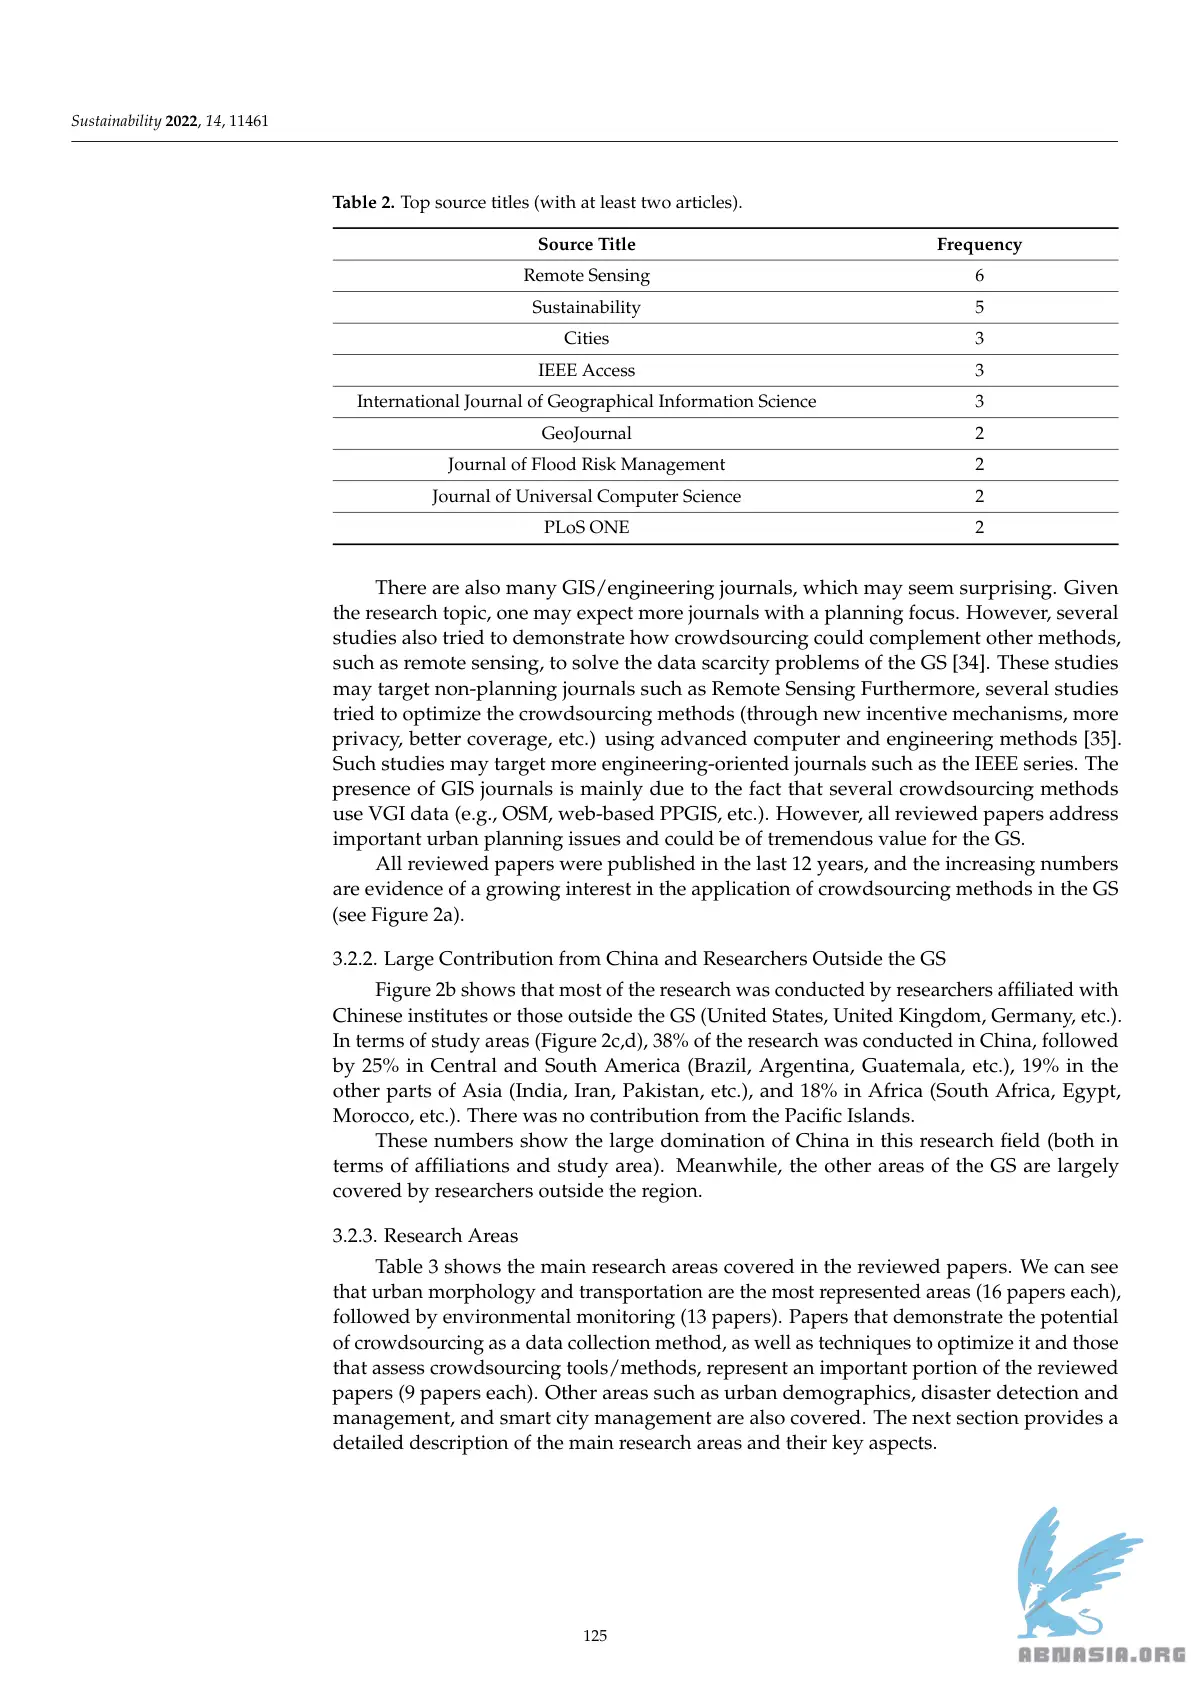 Sustainability 2022, 14, 11461
Table 2. Top source titles (with at least two articles).
Source Title Frequency
Remote Sensing 6
Sustainability 5
Cities 3
IEEE Access 3
International Journal of Geographical Information Science 3
GeoJournal 2
Journal of Flood Risk Management 2
Journal of Universal Computer Science 2
PLoS ONE 2
There are also many GIS/engineering journals, which may seem surprising. Given
the research topic, one may expect more journals with a planning focus. However, several
studies also tried to demonstrate how crowdsourcing could complement other methods,
such as remote sensing, to solve the data scarcity problems of the GS [34]. These studies
may target non-planning journals such as Remote Sensing Furthermore, several studies
tried to optimize the crowdsourcing methods (through new incentive mechanisms, more
privacy, better coverage, etc.) using advanced computer and engineering methods [35].
Such studies may target more engineering-oriented journals such as the IEEE series. The
presence of GIS journals is mainly due to the fact that several crowdsourcing methods
use VGI data (e.g., OSM, web-based PPGIS, etc.). However, all reviewed papers address
important urban planning issues and could be of tremendous value for the GS.
All reviewed papers were published in the last 12 years, and the increasing numbers
are evidence of a growing interest in the application of crowdsourcing methods in the GS
(see Figure 2a).
3.2.2. Large Contribution from China and Researchers Outside the GS
Figure 2b shows that most of the research was conducted by researchers affiliated with
Chinese institutes or those outside the GS (United States, United Kingdom, Germany, etc.).
In terms of study areas (Figure 2c,d), 38% of the research was conducted in China, followed
by 25% in Central and South America (Brazil, Argentina, Guatemala, etc.), 19% in the
other parts of Asia (India, Iran, Pakistan, etc.), and 18% in Africa (South Africa, Egypt,
Morocco, etc.). There was no contribution from the Pacific Islands.
These numbers show the large domination of China in this research field (both in
terms of affiliations and study area). Meanwhile, the other areas of the GS are largely
covered by researchers outside the region.
3.2.3. Research Areas
Table 3 shows the main research areas covered in the reviewed papers. We can see
that urban morphology and transportation are the most represented areas (16 papers each),
followed by environmental monitoring (13 papers). Papers that demonstrate the potential
of crowdsourcing as a data collection method, as well as techniques to optimize it and those
that assess crowdsourcing tools/methods, represent an important portion of the reviewed
papers (9 papers each). Other areas such as urban demographics, disaster detection and
management, and smart city management are also covered. The next section provides a
detailed description of the main research areas and their key aspects.
125
ABNASIA.ORG